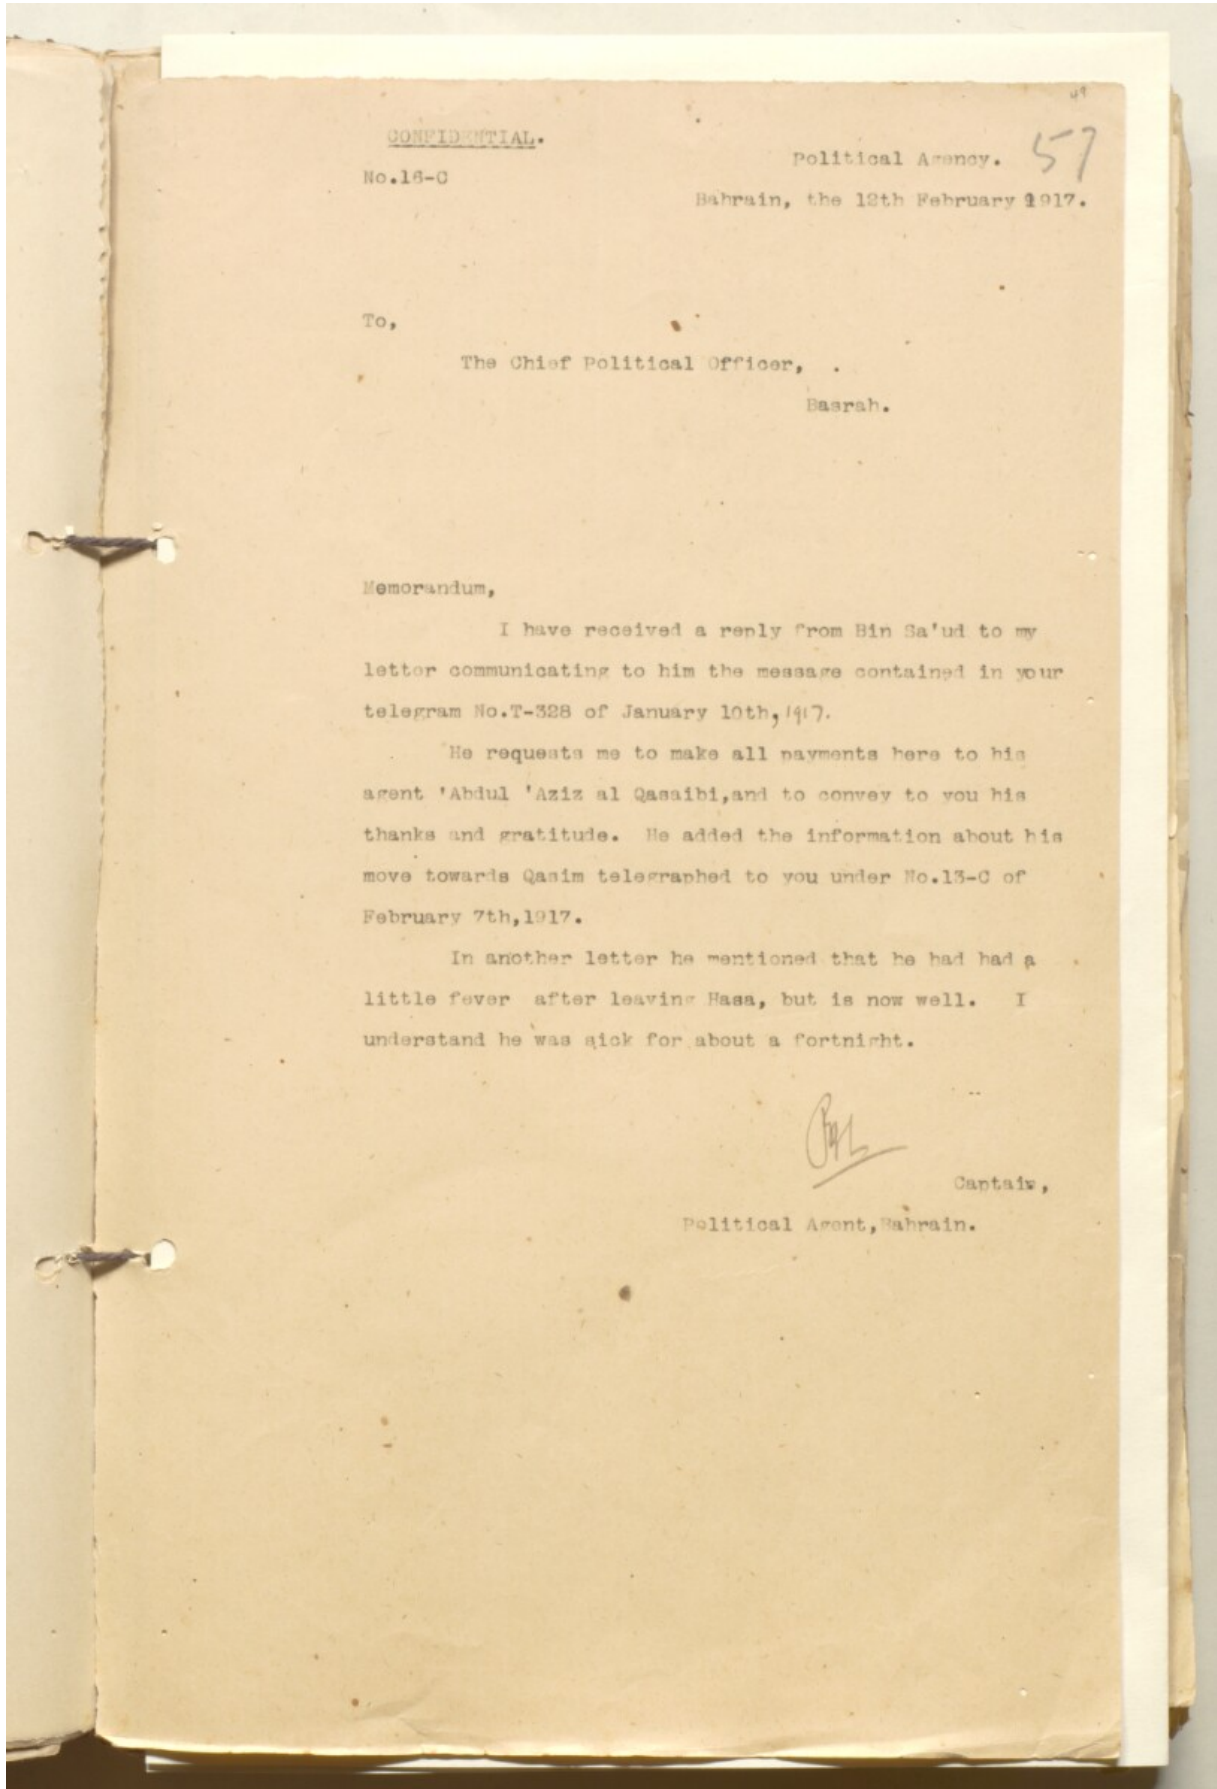 49
CONFIDENTIAL.
57
Political Agency.
No.16-C
Bahrain, the 12th February 1917.
To,
The Chief Political Officer,
Basrah.
Memorandum,
I have received a reply from Bin Sa'ud to my
letter communicating to him the message contained in your
telegram No.T-328 of January 10th, 1917.
He requests me to make all payments here to his
agent 'Abdul 'Aziz al Qasaibi,and to convey to you his
thanks and gratitude. He added the information about his
move towards Qasim telegraphed to you under No.13-C of
February 7th,1917.
In another letter he mentioned that he had had a
little fever after leaving Hasa, but is now well. I
understand he was sick for about a fortnight.
Captain,
Political Agent,Bahrain.